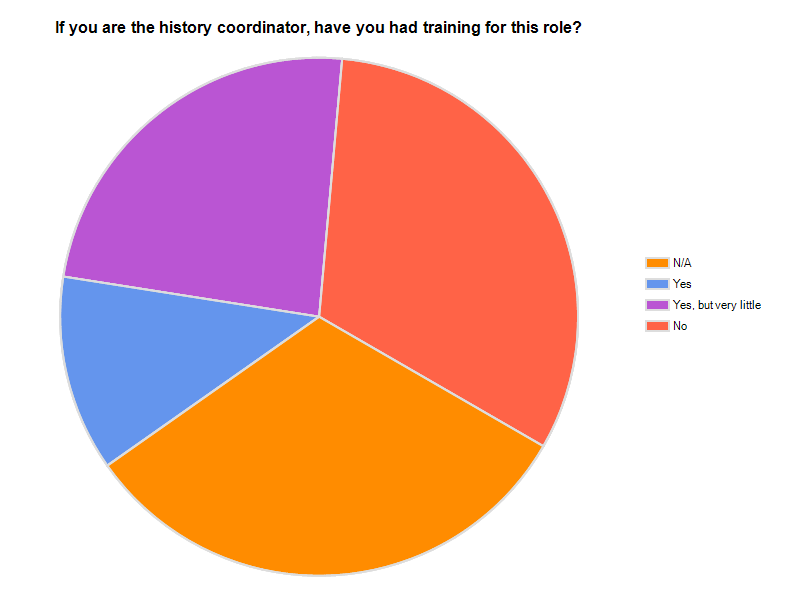 If you are the history coordinator, have you had training for this role?
N/A
Yes
Yes, but very little
No